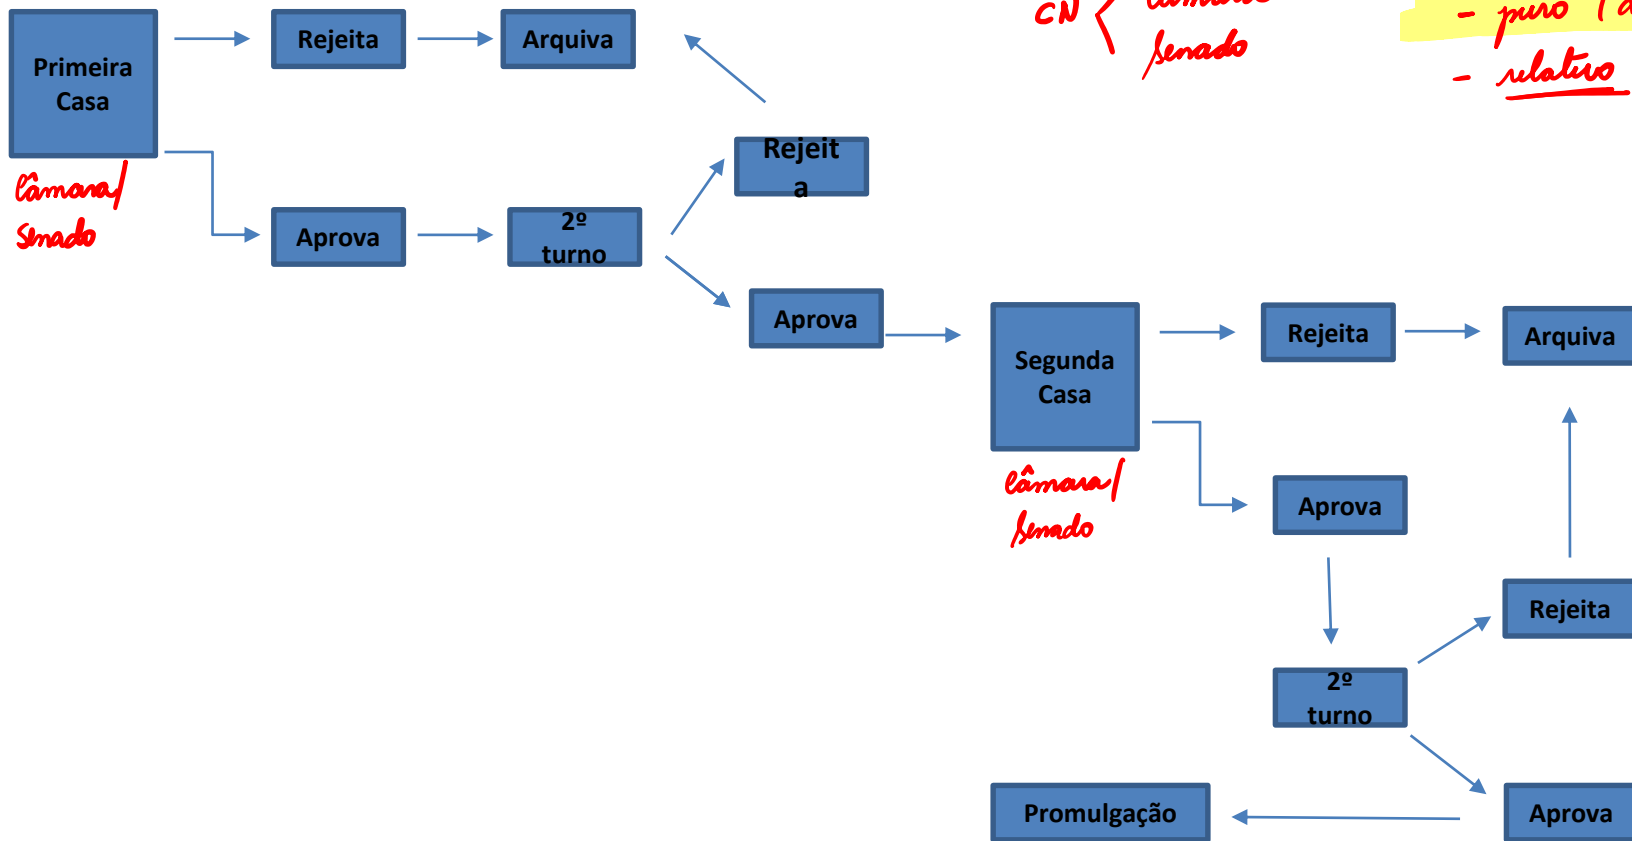 Primeira
Casa
Rejeita
Arquiva
CN
Câmara
Senado
- puro
- relativo
Câmara/
Senado
Rejeit
a
Aprova
2º
turno
Aprova
Segunda
Casa
Rejeita
Arquiva
Câmara/
Senado
Aprova
Rejeita
2º
turno
Promulgação
Aprova